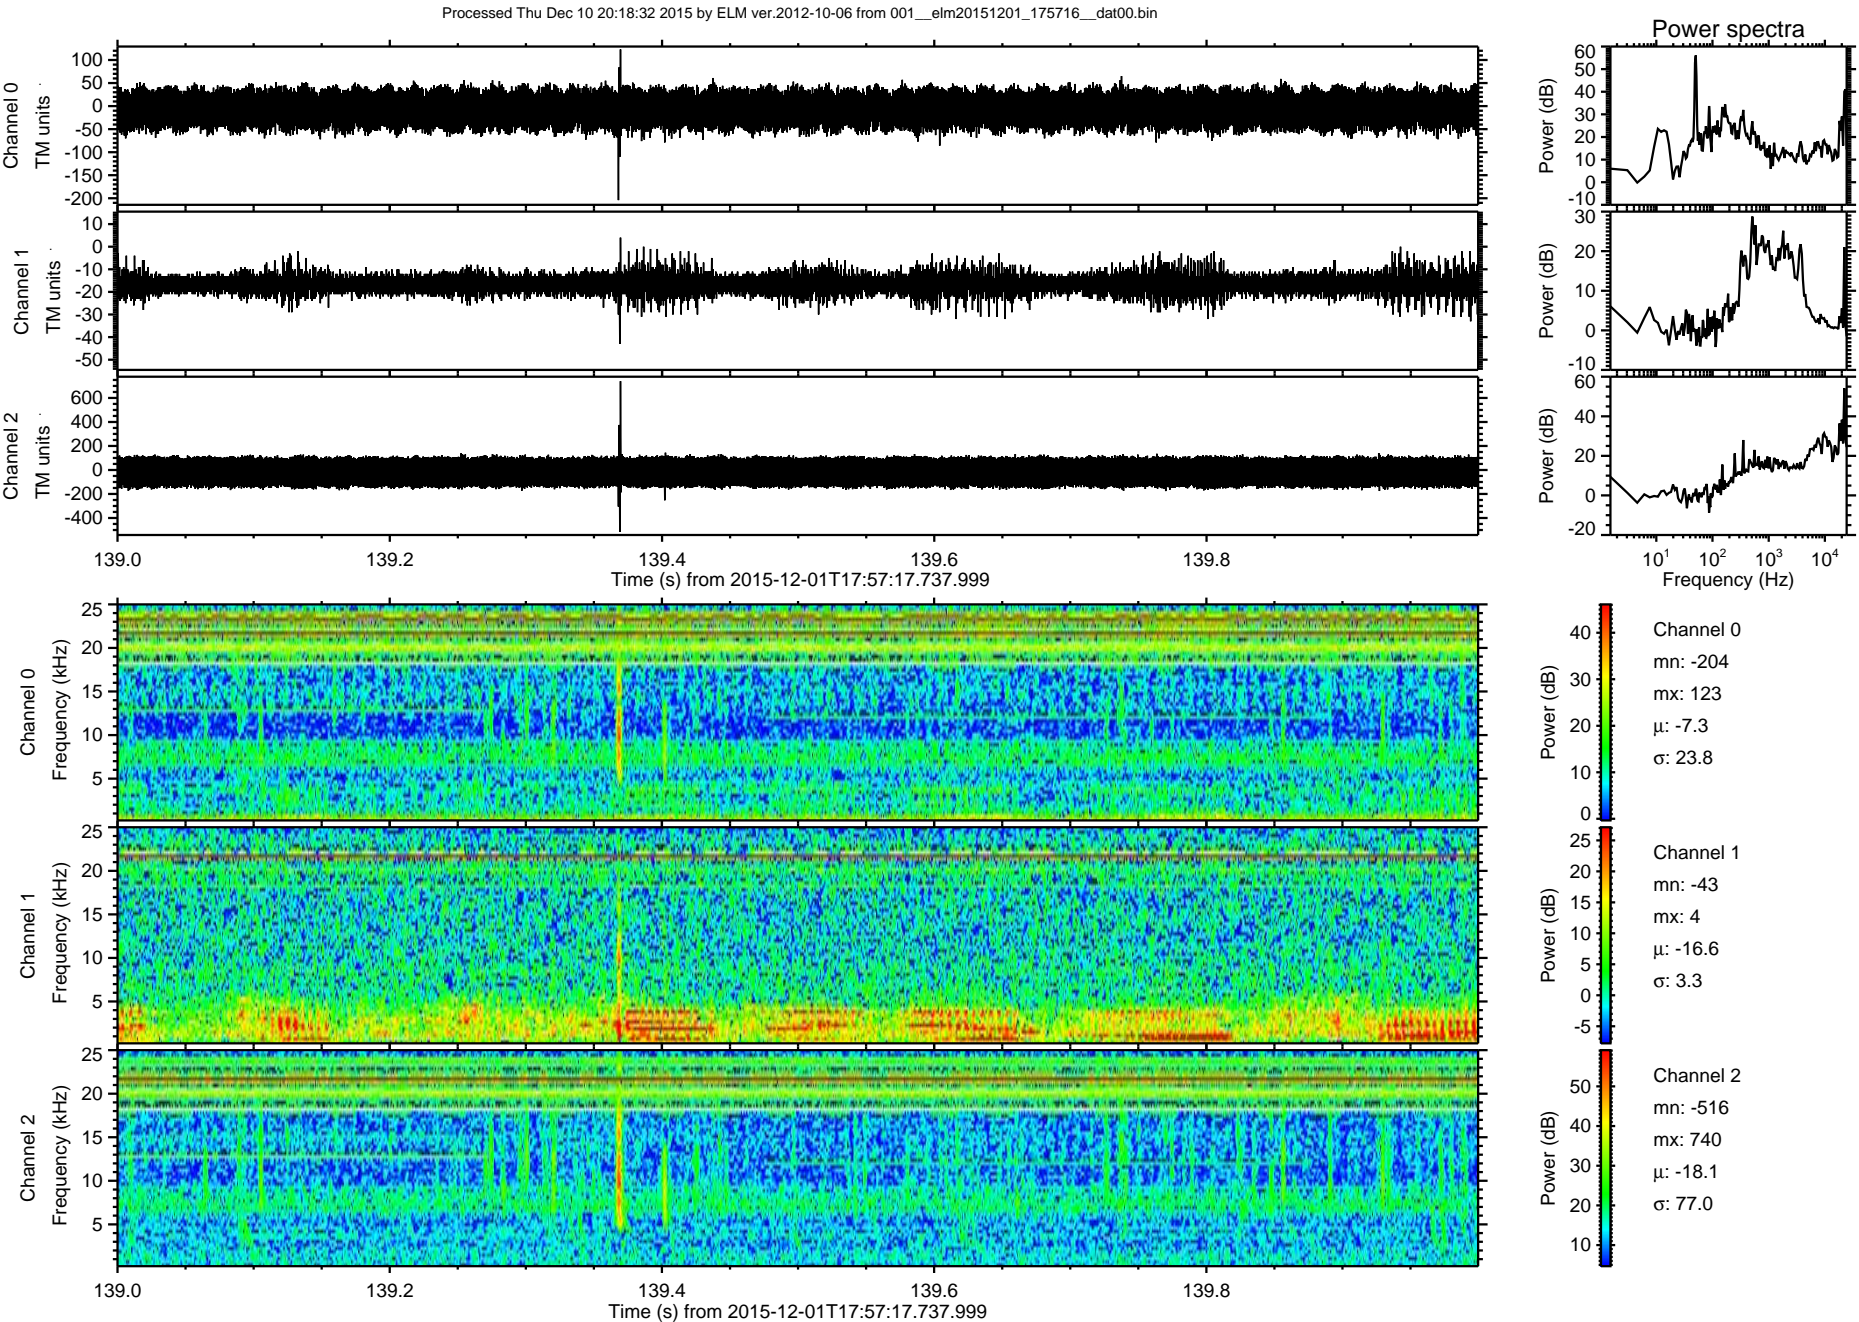 Processed Thu Dec 10 20:18:32 2015 by ELM ver.2012-10-06 from 001__elm20151201_175716__dat00.bin
Power spectra
Channel 0
TM units
100
50
0
-50
-100
-150
-200
Power (dB)
60
50
40
30
20
10
0
-10
Channel 1
TM units
10
0
-10
-20
-30
-40
-50
Power (dB)
30
20
10
0
-10
Channel 2
TM units
600
400
200
0
-200
-400
Power (dB)
60
40
20
0
-20
139.0 139.2 139.4 139.6 139.8
Time (s) from 2015-12-01T17:57:17.737.999
10^1 10^2 10^3 10^4
Frequency (Hz)
Channel 0
Frequency (kHz)
25
20
15
10
5
Power (dB)
40
30
20
10
0
Channel 0
mn: -204
mx: 123
μ: -7.3
σ: 23.8
Channel 1
Frequency (kHz)
25
20
15
10
5
Power (dB)
25
20
15
10
5
0
-5
Channel 1
mn: -43
mx: 4
μ: -16.6
σ: 3.3
Channel 2
Frequency (kHz)
25
20
15
10
5
Power (dB)
50
40
30
20
10
Channel 2
mn: -516
mx: 740
μ: -18.1
σ: 77.0
139.0 139.2 139.4 139.6 139.8
Time (s) from 2015-12-01T17:57:17.737.999